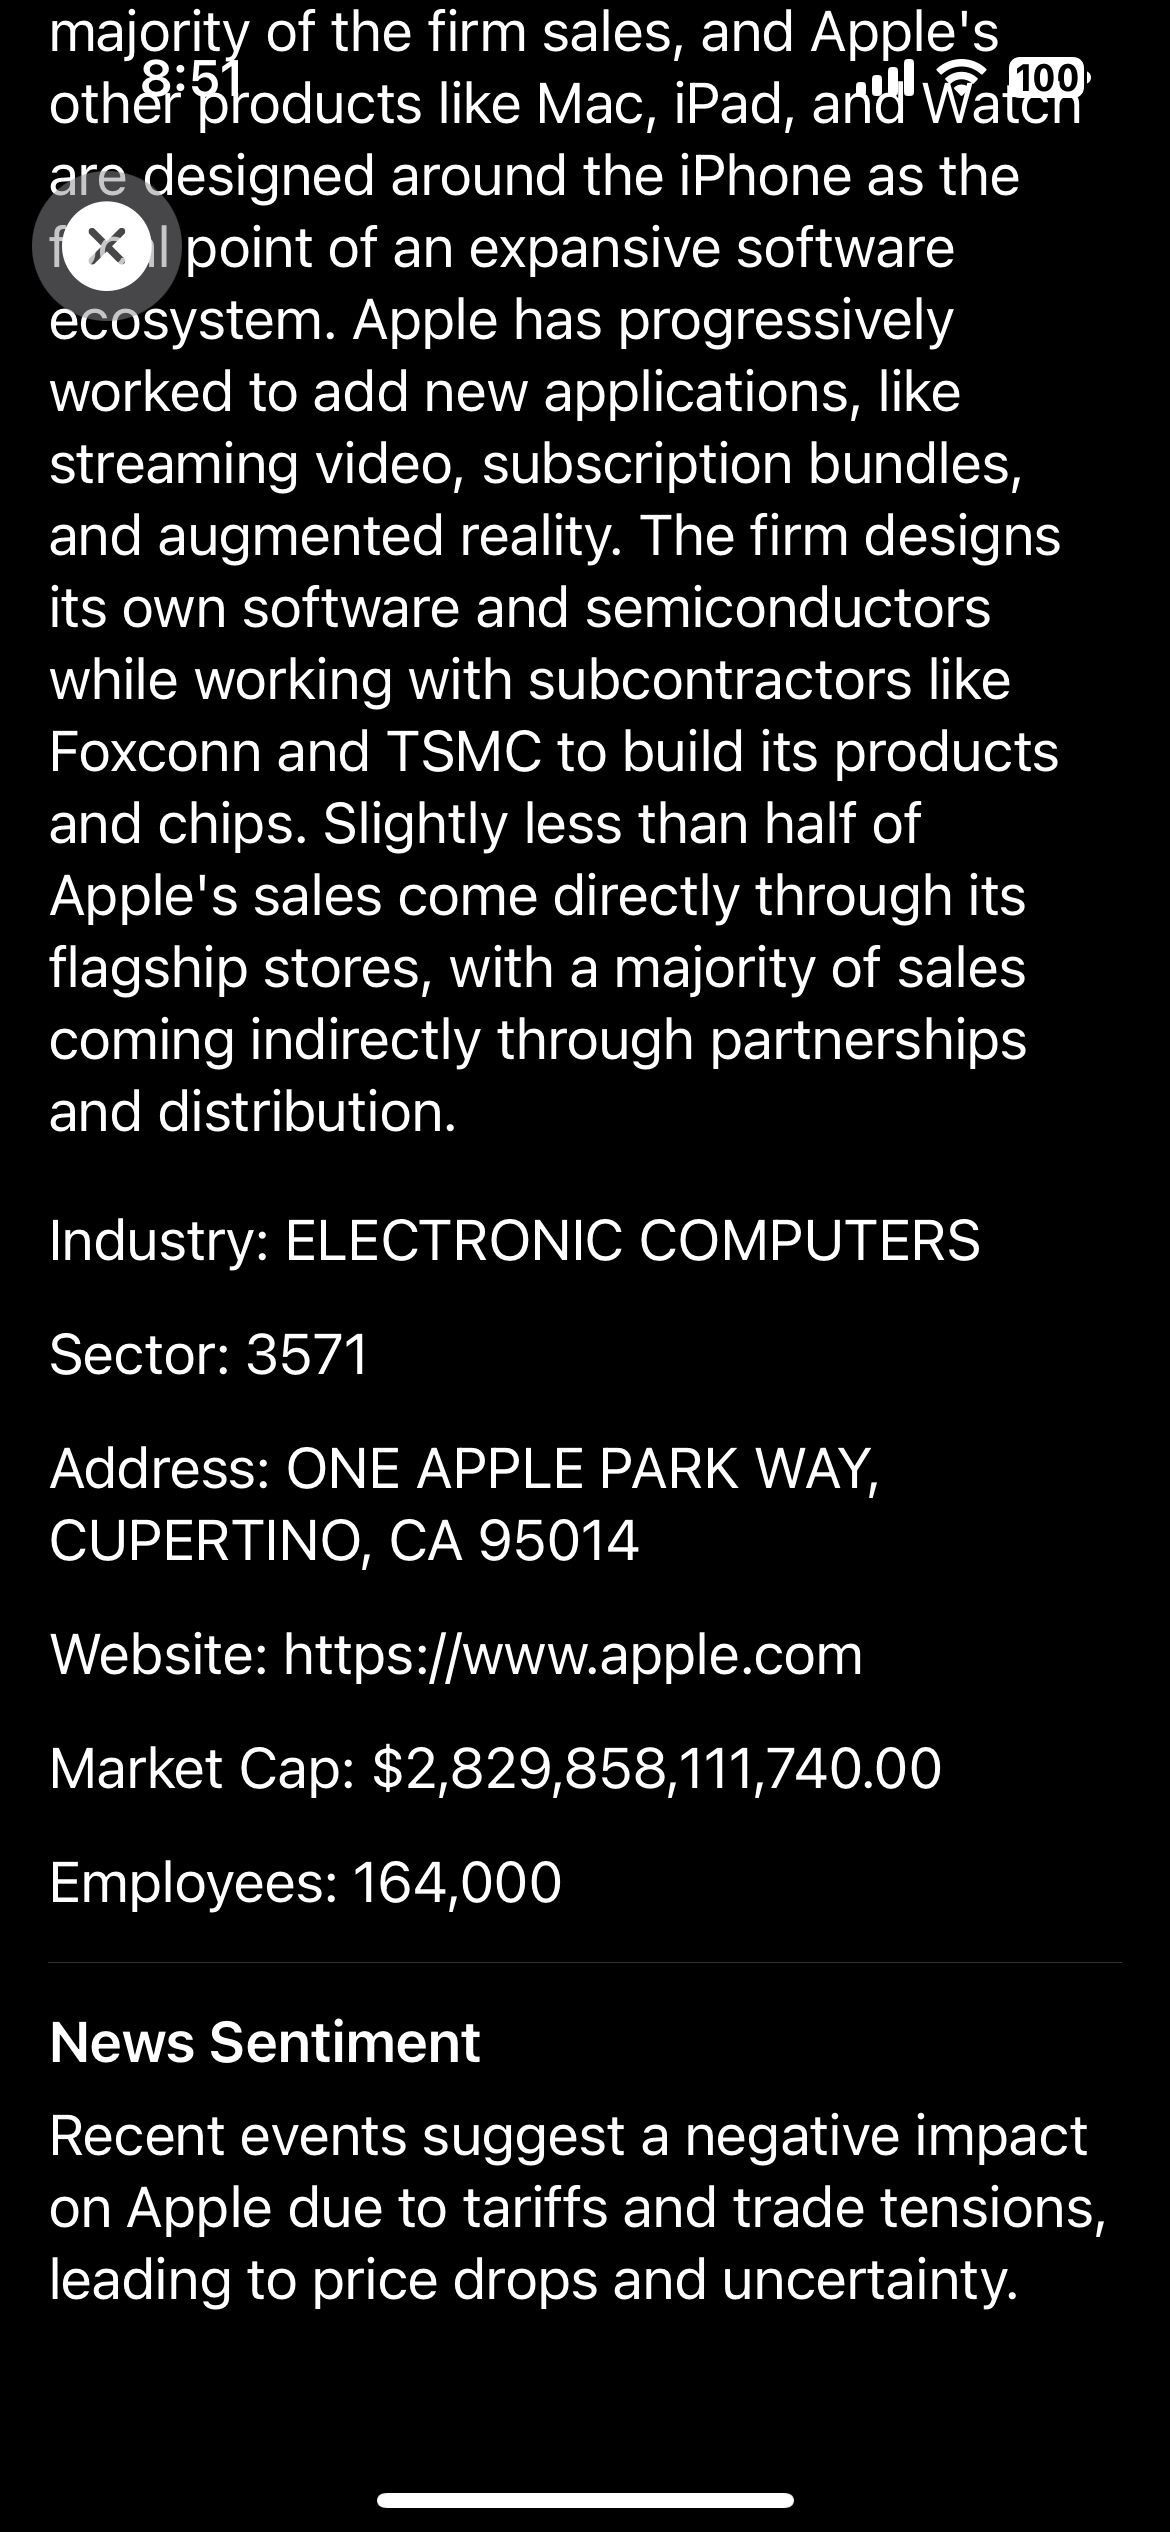 majority of the firm sales, and Apple's
8:51
100
other products like Mac, iPad, and Watch
are designed around the iPhone as the
focal point of an expansive software
ecosystem. Apple has progressively
worked to add new applications, like
streaming video, subscription bundles,
and augmented reality. The firm designs
its own software and semiconductors
while working with subcontractors like
Foxconn and TSMC to build its products
and chips. Slightly less than half of
Apple's sales come directly through its
flagship stores, with a majority of sales
coming indirectly through partnerships
and distribution.
Industry: ELECTRONIC COMPUTERS
Sector: 3571
Address: ONE APPLE PARK WAY,
CUPERTINO, CA 95014
Website: https://www.apple.com
Market Cap: $2,829,858,111,740.00
Employees: 164,000
News Sentiment
Recent events suggest a negative impact
on Apple due to tariffs and trade tensions,
leading to price drops and uncertainty.